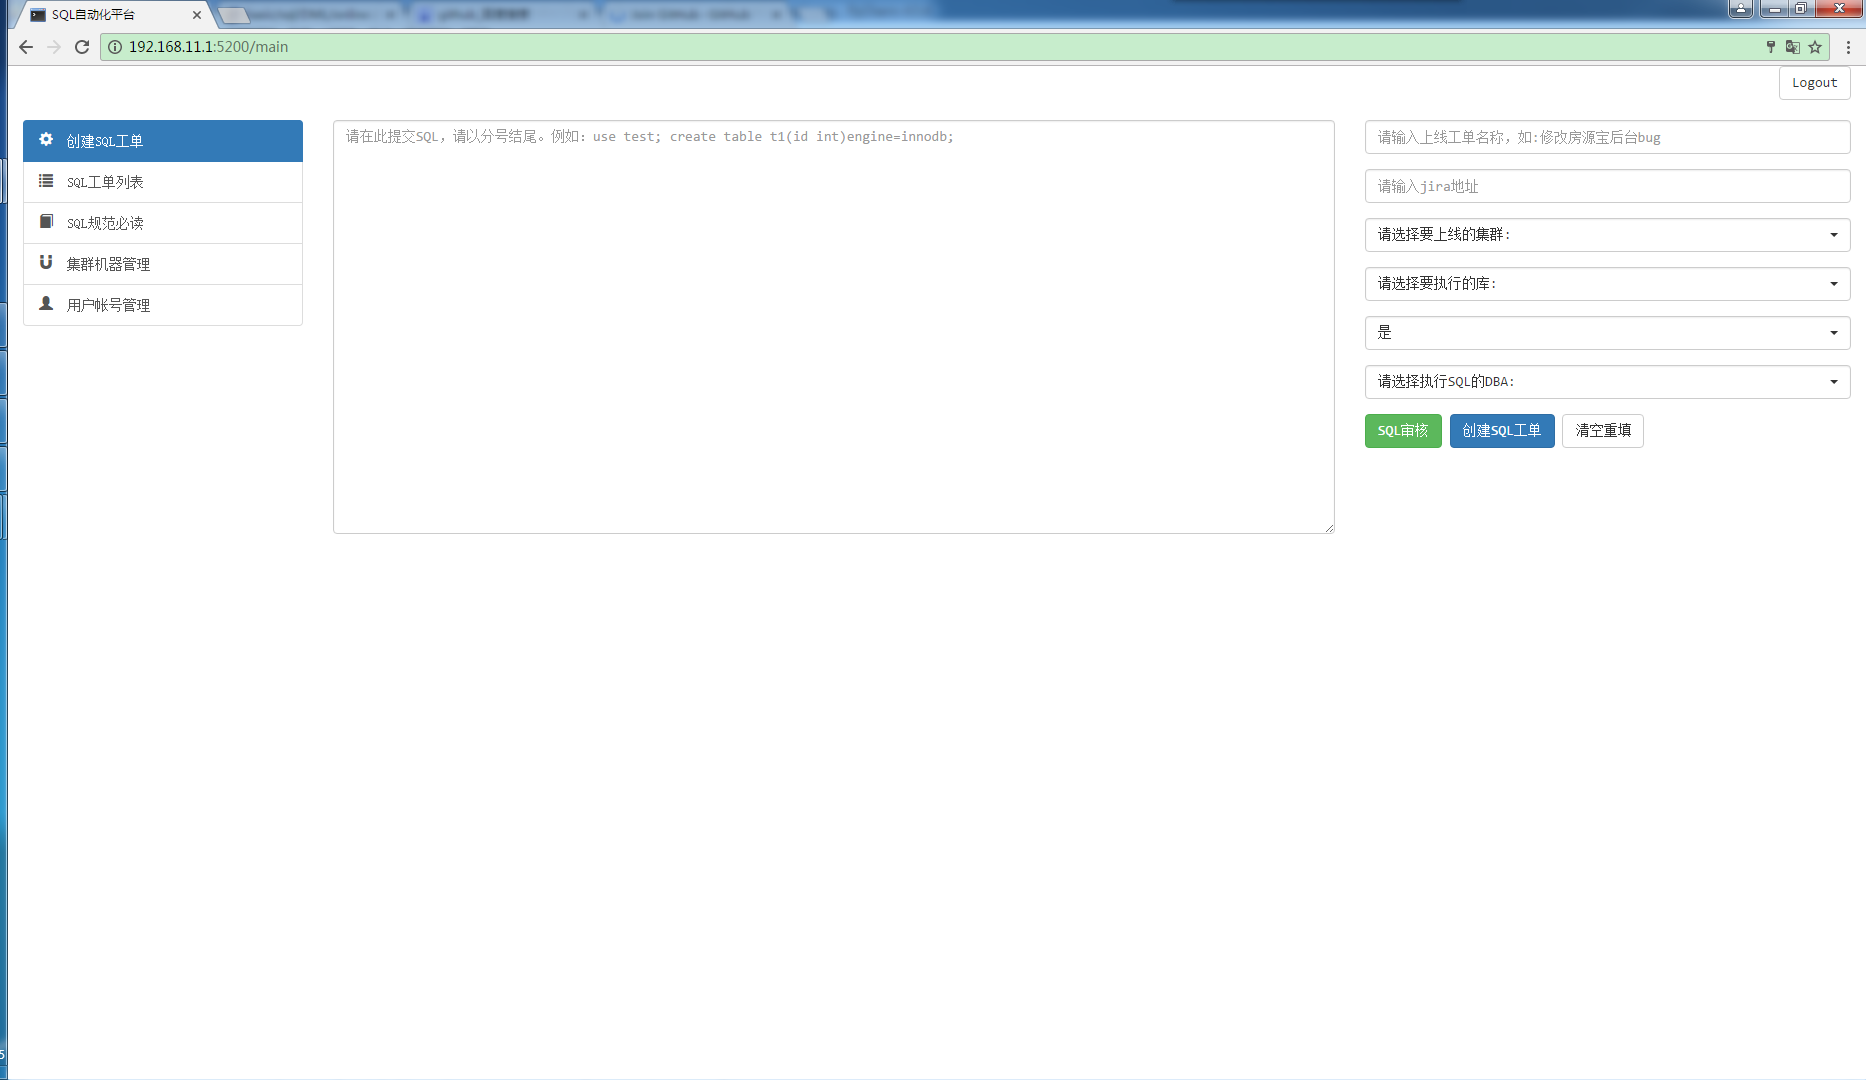 SQL自动化平台
192.168.11.1:5200/main
Logout
创建SQL工单
SQL工单列表
SQL规范必读
集群机器管理
用户帐号管理
请在此提交SQL，请以分号结尾。例如：use test; create table t1(id int)engine=innodb;
请输入上线工单名称，如:修改房源宝后台bug
请输入jira地址
请选择要上线的集群:
请选择要执行的库:
是
请选择执行SQL的DBA:
SQL审核
创建SQL工单
清空重填
5